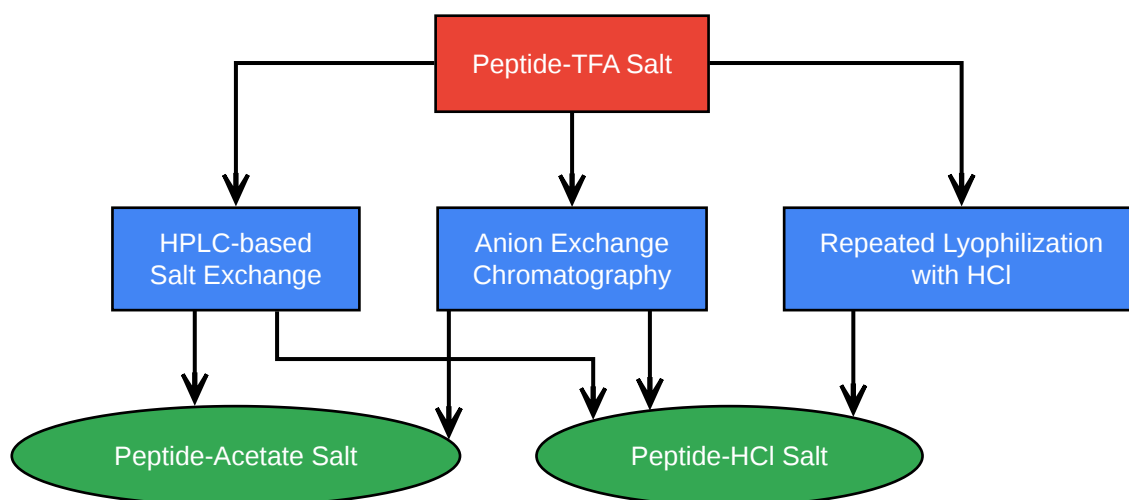 Peptide-TFA Salt
HPLC-based
Salt Exchange
Anion Exchange
Chromatography
Repeated Lyophilization
with HCl
Peptide-Acetate Salt
Peptide-HCl Salt